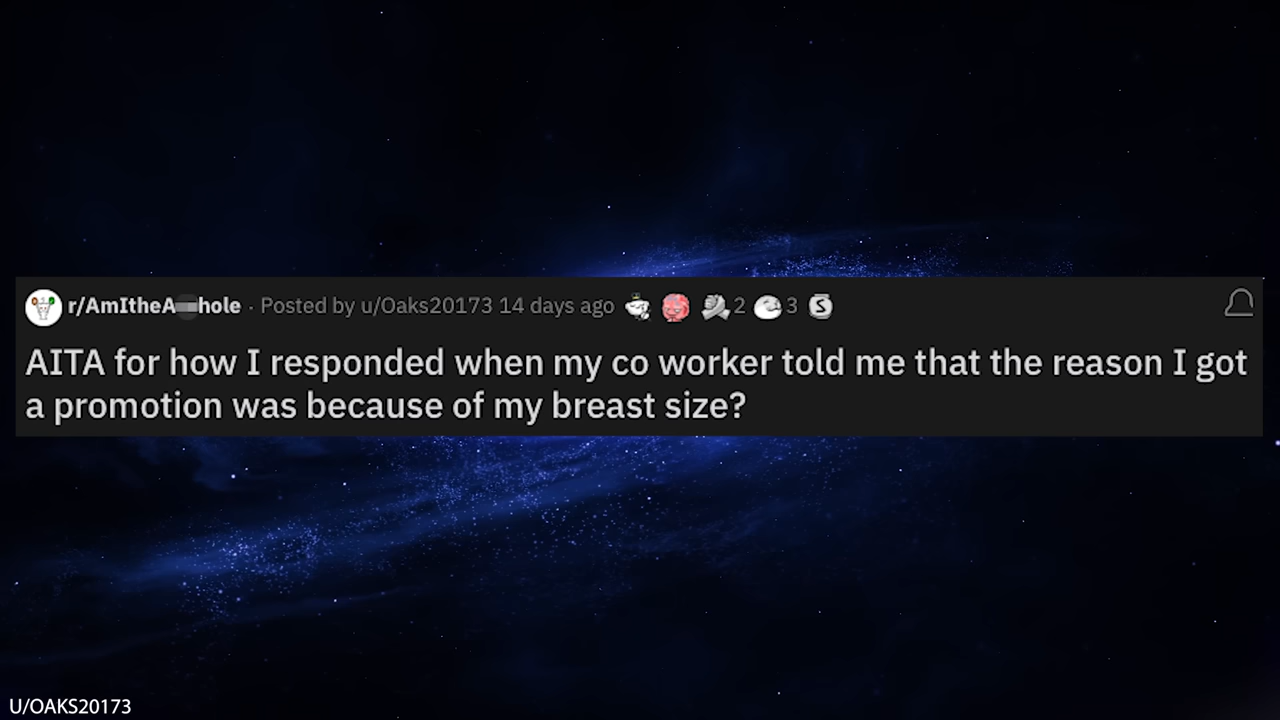 r/AmItheA hole · Posted by u/Oaks20173 14 days ago 2 3 S
AITA for how I responded when my co worker told me that the reason I got
a promotion was because of my breast size?
U/OAKS20173